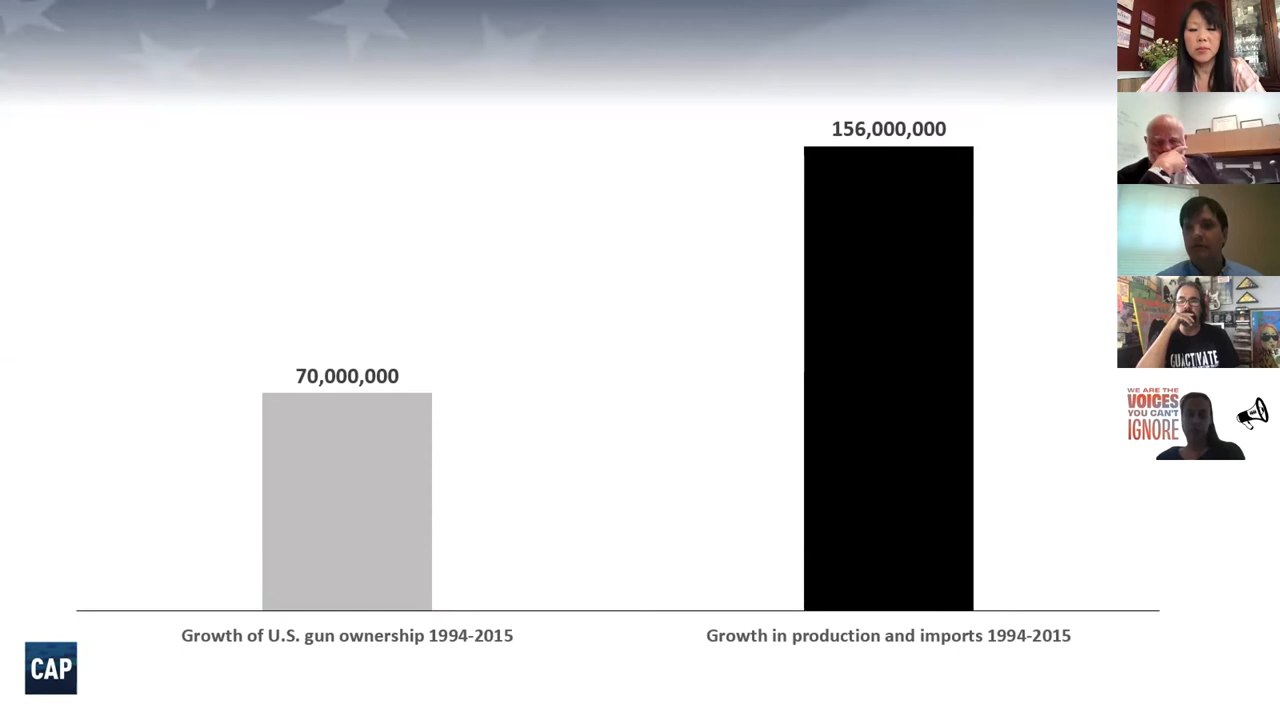 156,000,000
70,000,000
Growth of U.S. gun ownership 1994-2015
Growth in production and imports 1994-2015
CAP
GUACTIVATE
WE ARE THE
VOICES
YOU CAN'T
IGNORE